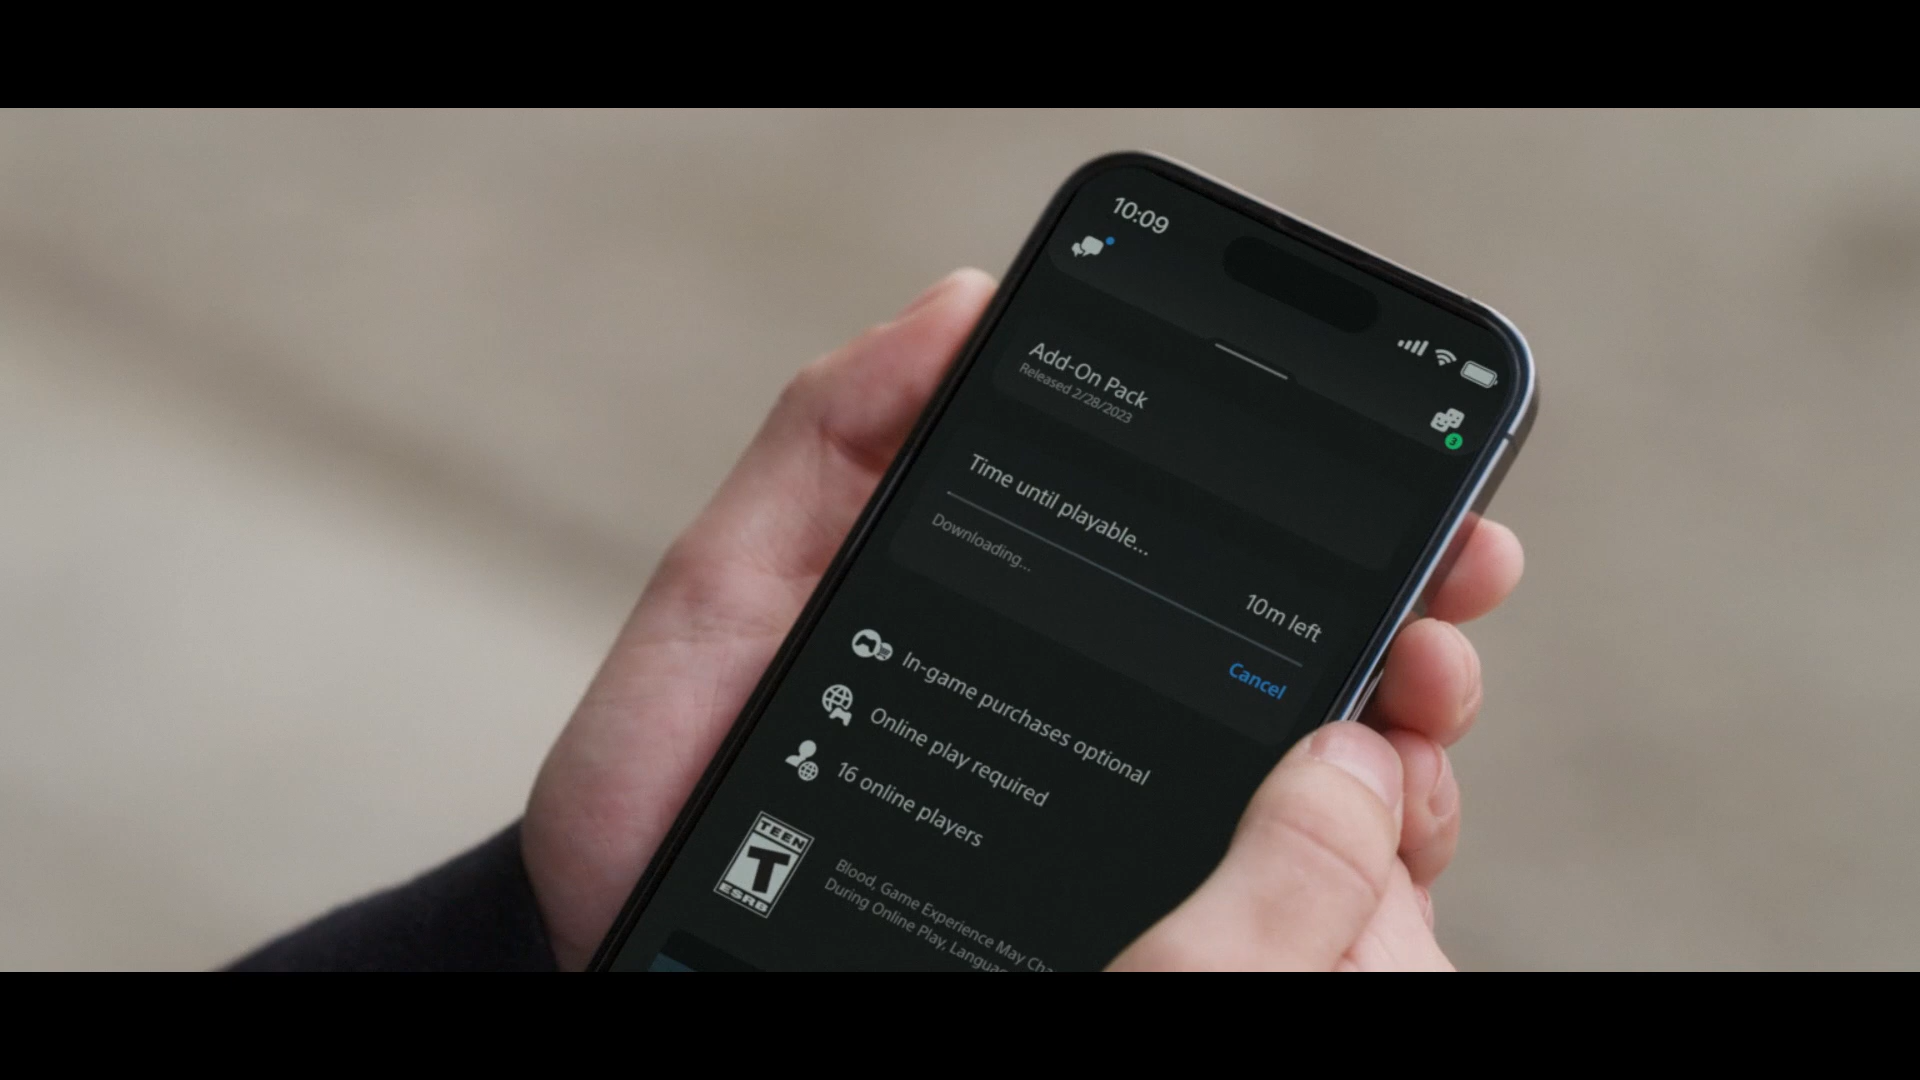 10:09
3
Add-On Pack
Released 2/28/2023
Time until playable...
10m left
Downloading...
Cancel
In-game purchases optional
Online play required
16 online players
TEEN
T
ESRB
Blood, Game Experience May
During Online Play,